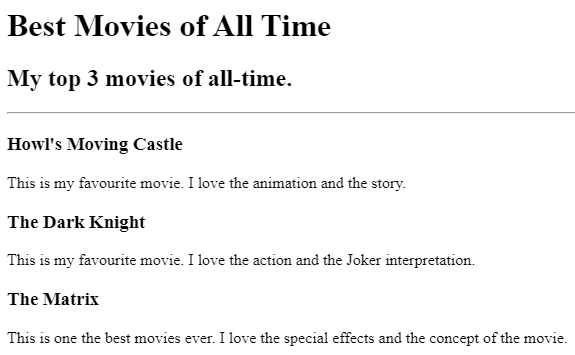 Best Movies of All Time
My top 3 movies of all-time.
Howl's Moving Castle
This is my favourite movie. I love the animation and the story.
The Dark Knight
This is my favourite movie. I love the action and the Joker interpretation.
The Matrix
This is one the best movies ever. I love the special effects and the concept of the movie.